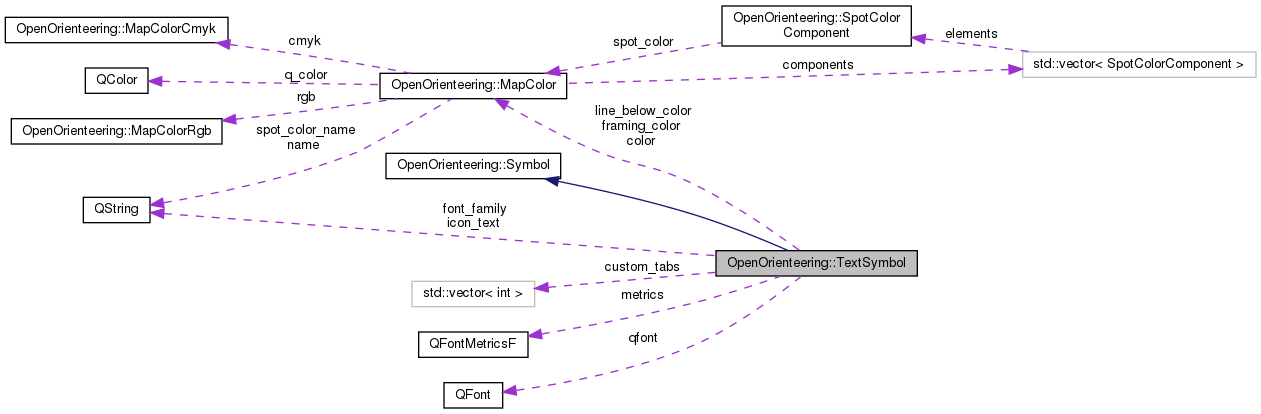 OpenOrienteering::SpotColor
Component
OpenOrienteering::MapColorCmyk
cmyk
spot_color
elements
std::vector< SpotColorComponent >
components
QColor
q_color
OpenOrienteering::MapColor
rgb
OpenOrienteering::MapColorRgb
spot_color_name
name
line_below_color
framing_color
color
OpenOrienteering::Symbol
QString
font_family
icon_text
OpenOrienteering::TextSymbol
custom_tabs
std::vector< int >
metrics
QFontMetricsF
qfont
QFont